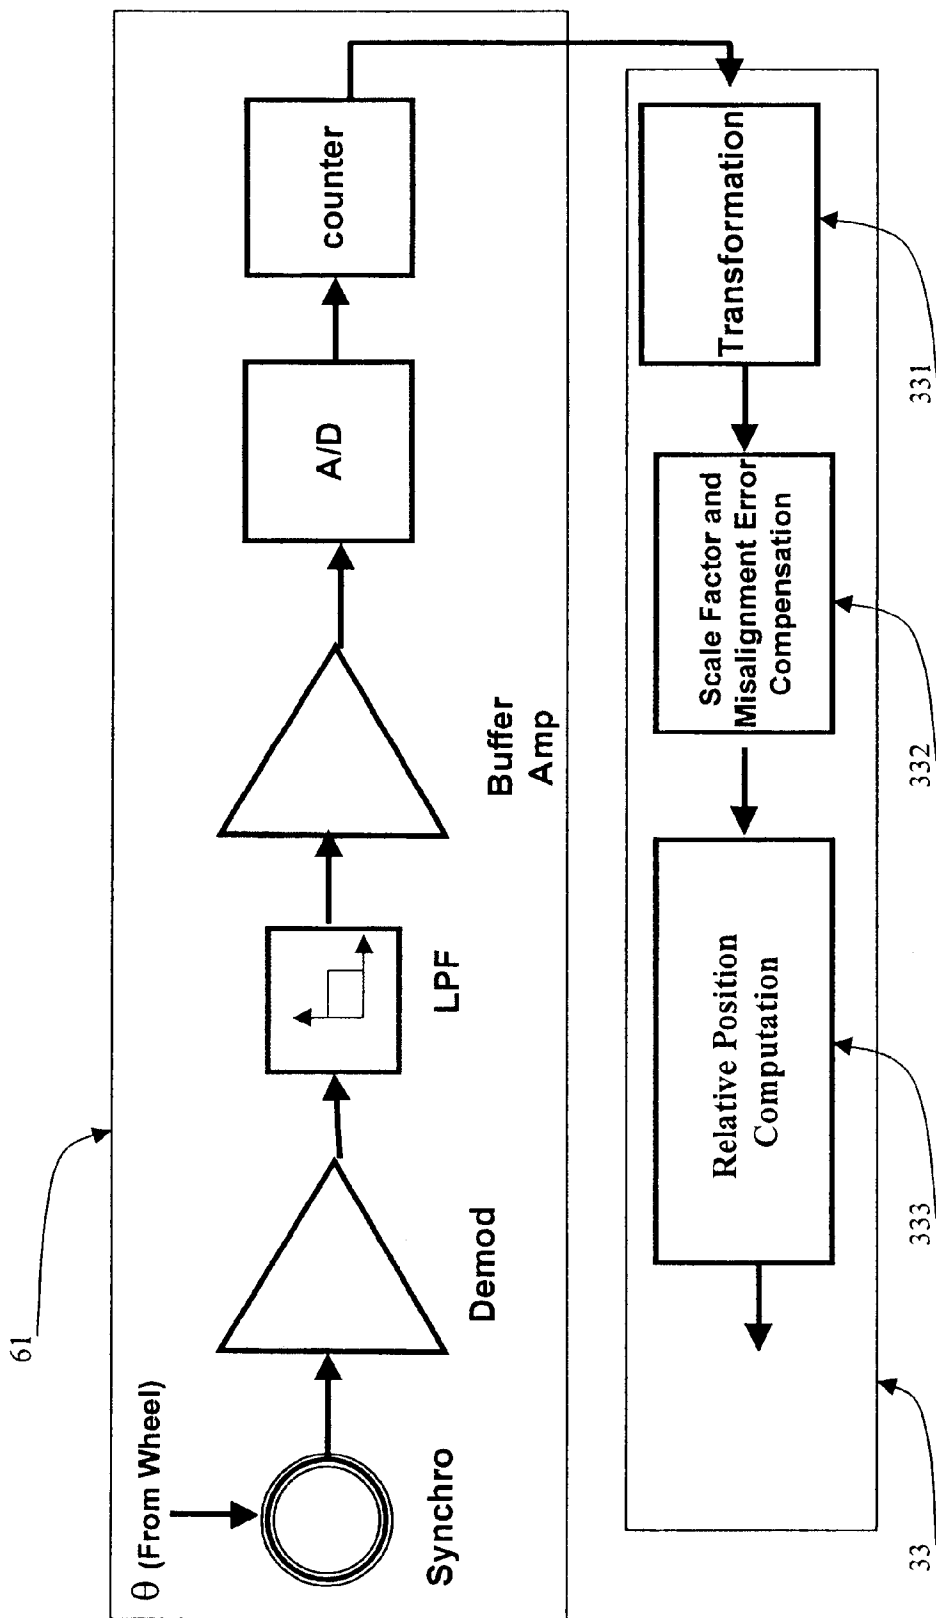 61
θ (From Wheel)
Synchro
Demod
LPF
Buffer
Amp
A/D
counter
Transformation
331
Scale Factor and
Misalignment Error
Compensation
332
Relative Position
Computation
333
33